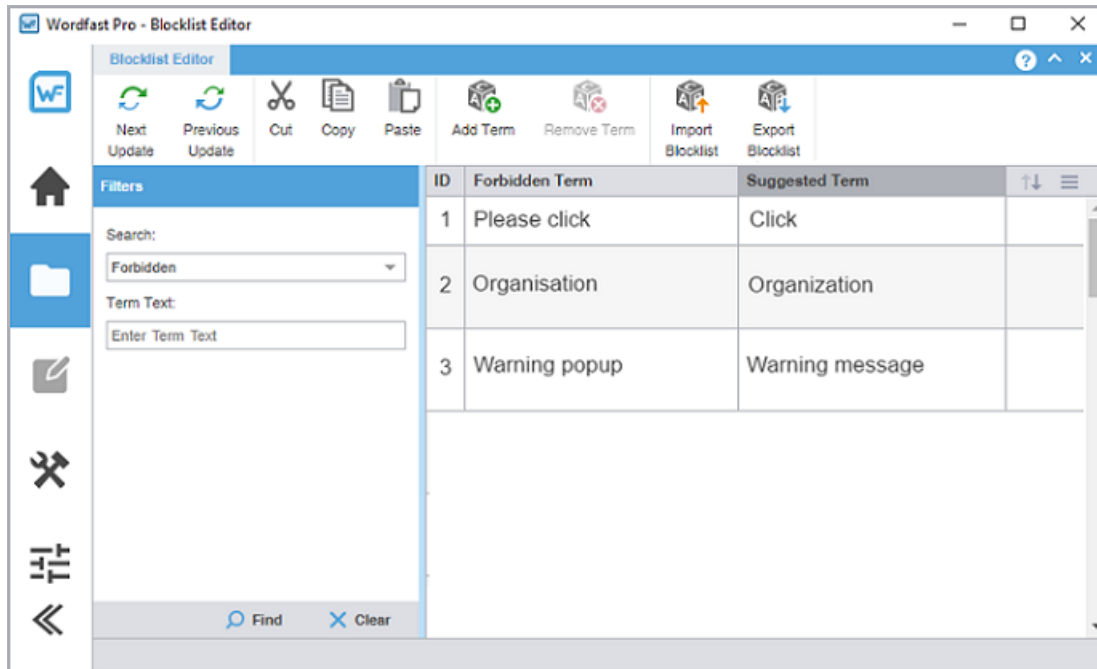 Wordfast Pro - Blocklist Editor
Blocklist Editor
WF
Next Update
Previous Update
Cut
Copy
Paste
Add Term
Remove Term
Import Blocklist
Export Blocklist
Filters
Search:
Forbidden
Term Text:
Enter Term Text
Find
Clear
ID Forbidden Term Suggested Term
1 Please click Click
2 Organisation Organization
3 Warning popup Warning message